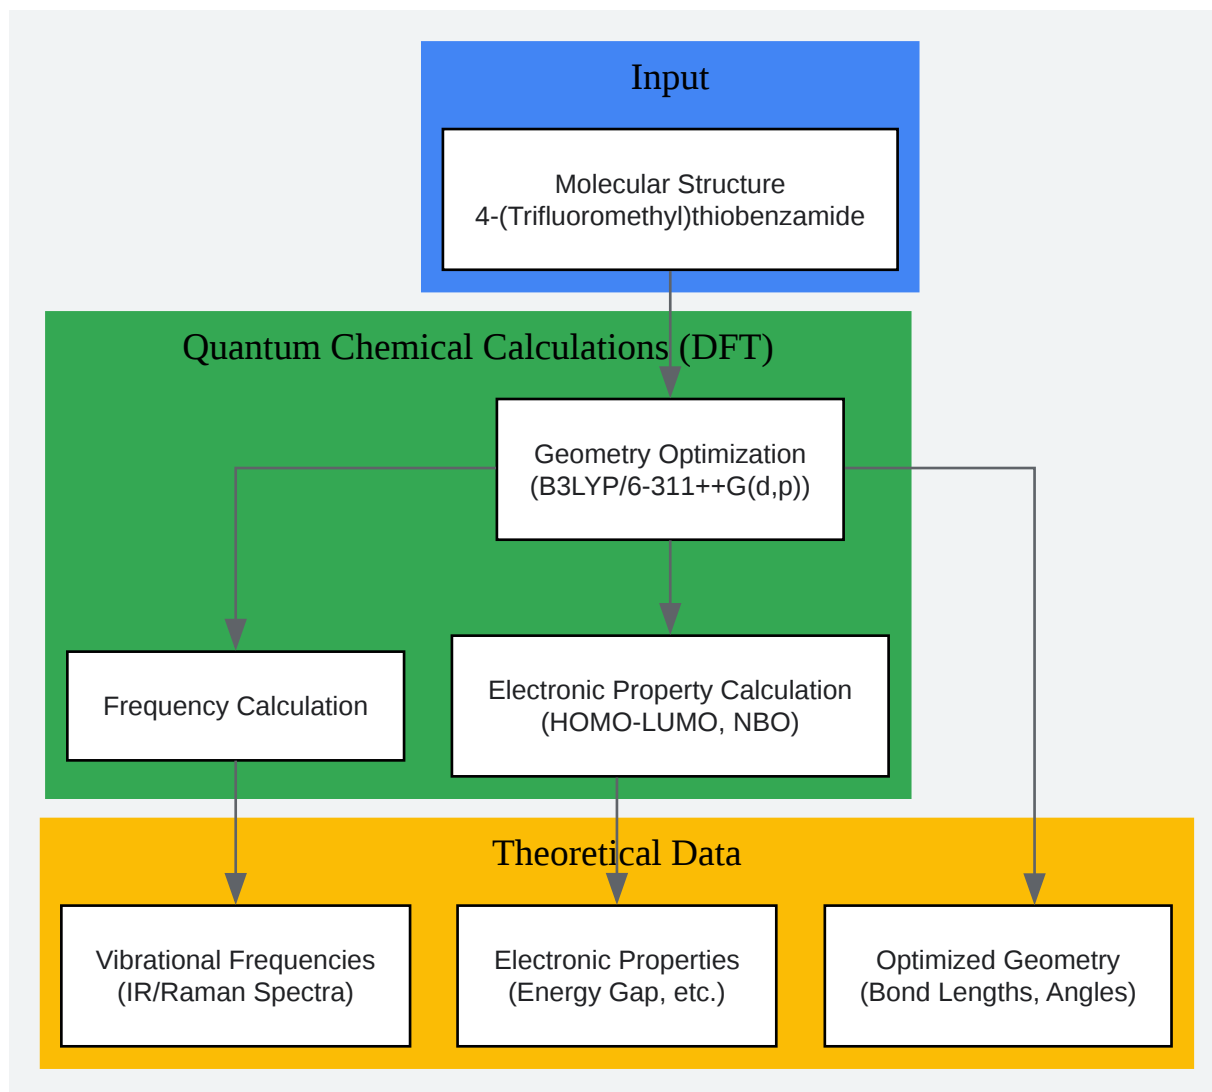 Input
Molecular Structure
4-(Trifluoromethyl)thiobenzamide
Quantum Chemical Calculations (DFT)
Geometry Optimization
(B3LYP/6-311++G(d,p))
Frequency Calculation
Electronic Property Calculation
(HOMO-LUMO, NBO)
Theoretical Data
Vibrational Frequencies
(IR/Raman Spectra)
Electronic Properties
(Energy Gap, etc.)
Optimized Geometry
(Bond Lengths, Angles)